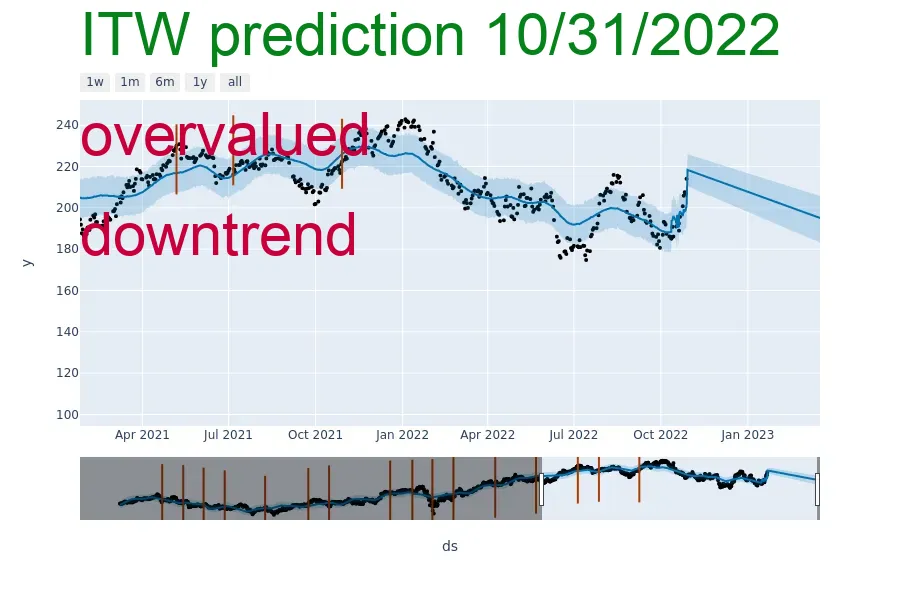 ITW prediction 10/31/2022
1w 1m 6m 1y all
overvalued
downtrend
240
220
200
180
160
140
120
100
y
Apr 2021 Jul 2021 Oct 2021 Jan 2022 Apr 2022 Jul 2022 Oct 2022 Jan 2023
ds